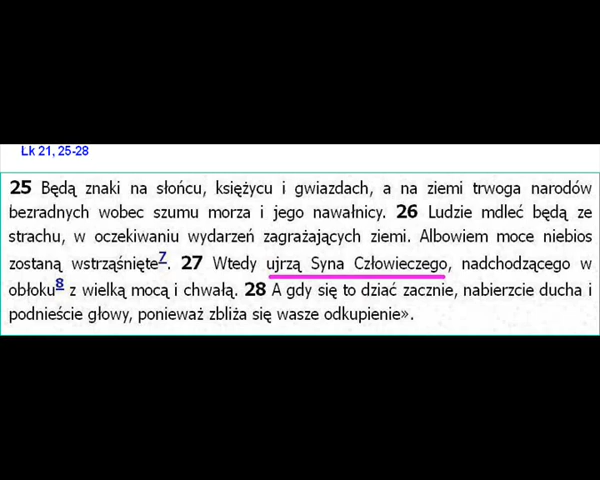 Łk 21, 25-28
25 Będą znaki na słońcu, księżycu i gwiazdach, a na ziemi trwoga narodów
bezradnych wobec szumu morza i jego nawałnicy. 26 Ludzie mdleć będą ze
strachu, w oczekiwaniu wydarzeń zagrażających ziemi. Albowiem moce niebios
zostaną wstrząśnięte7. 27 Wtedy ujrzą Syna Człowieczego, nadchodzącego w
obłoku8 z wielką mocą i chwałą. 28 A gdy się to dziać zacznie, nabierzcie ducha i
podnieście głowy, ponieważ zbliża się wasze odkupienie».